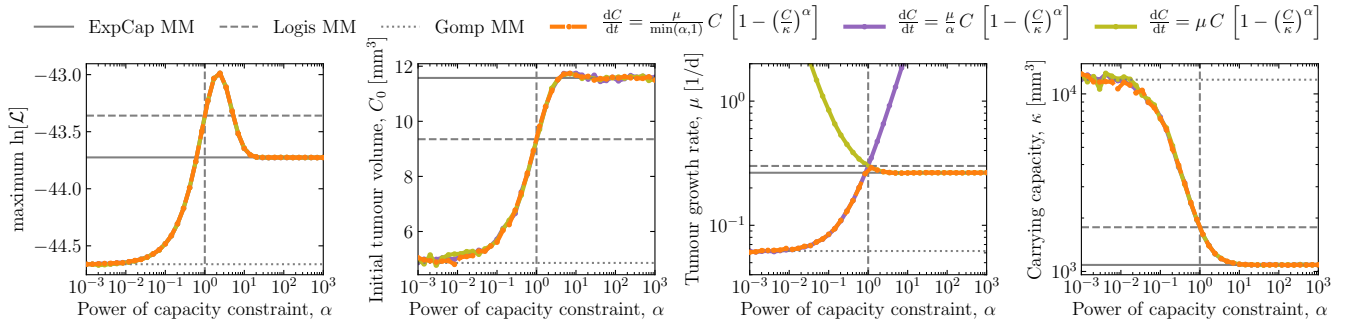 ExpCap MM Logis MM Gomp MM dC/dt = μ/min(α,1) C [1 − (C/κ)^α] dC/dt = μ/α C [1 − (C/κ)^α] dC/dt = μ C [1 − (C/κ)^α]
maximum ln[ℒ]
−43.0
−43.5
−44.0
−44.5
10^−3 10^−2 10^−1 10^0 10^1 10^2 10^3
Power of capacity constraint, α
Initial tumour volume, C_0 [mm^3]
12
10
8
6
10^−3 10^−2 10^−1 10^0 10^1 10^2 10^3
Power of capacity constraint, α
Tumour growth rate, μ [1/d]
10^0
10^−1
10^−3 10^−2 10^−1 10^0 10^1 10^2 10^3
Power of capacity constraint, α
Carrying capacity, κ [mm^3]
10^4
10^3
10^−3 10^−2 10^−1 10^0 10^1 10^2 10^3
Power of capacity constraint, α